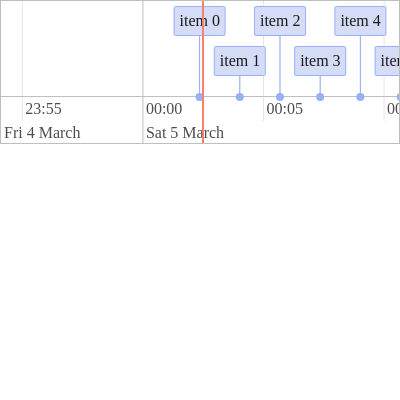 item 0
item 2
item 4
item 1
item 3
23:55
00:00
00:05
Fri 4 March
Sat 5 March